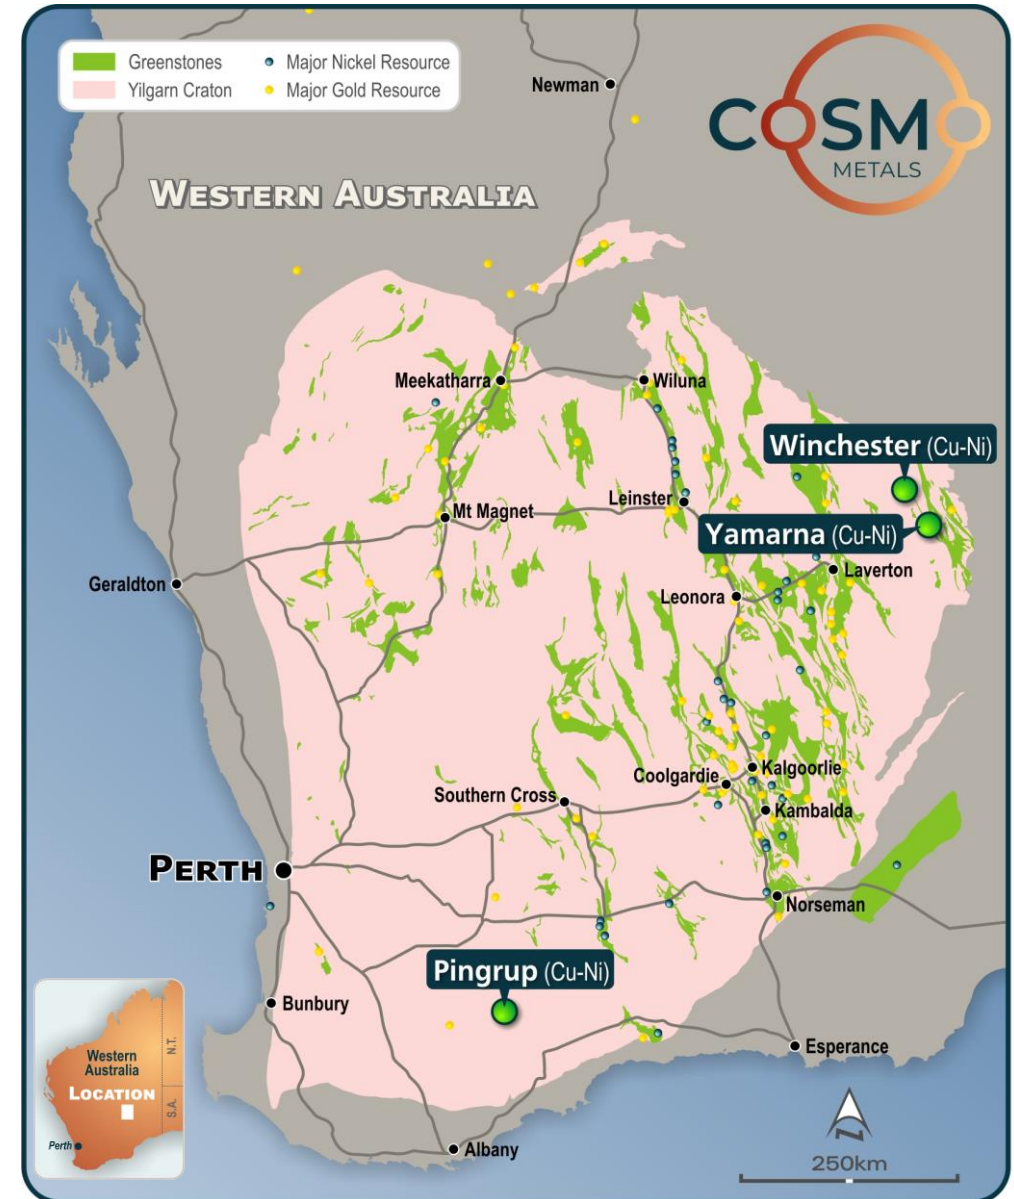 Greenstones
Major Nickel Resource
Yilgarn Craton
Major Gold Resource
COSMO
METALS
Newman
WESTERN AUSTRALIA
Meekatharra
Wiluna
Winchester (Cu-Ni)
Leinster
Mt Magnet
Yamarna (Cu-Ni)
Laverton
Geraldton
Leonora
Kalgoorlie
Coolgardie
Southern Cross
Kambalda
PERTH
Norseman
Pingrup (Cu-Ni)
Bunbury
Esperance
Albany
Western
Australia
LOCATION
N.T.
S.A.
Perth
N
250km